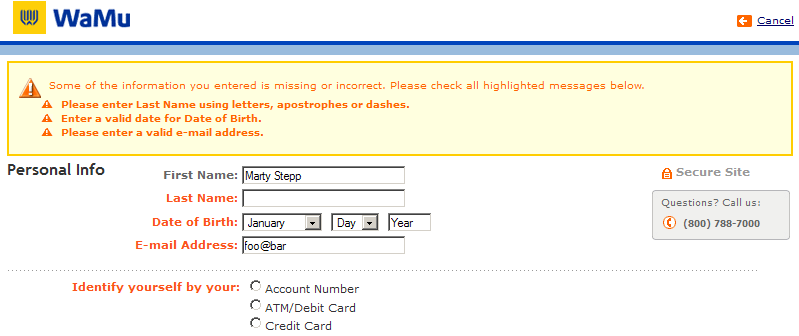 WaMu
Cancel
Some of the information you entered is missing or incorrect. Please check all highlighted messages below.
Please enter Last Name using letters, apostrophes or dashes.
Enter a valid date for Date of Birth.
Please enter a valid e-mail address.
Personal Info
First Name: Marty Stepp
Last Name:
Date of Birth: January Day Year
E-mail Address: foo@bar
Secure Site
Questions? Call us:
(800) 788-7000
Identify yourself by your: Account Number
ATM/Debit Card
Credit Card